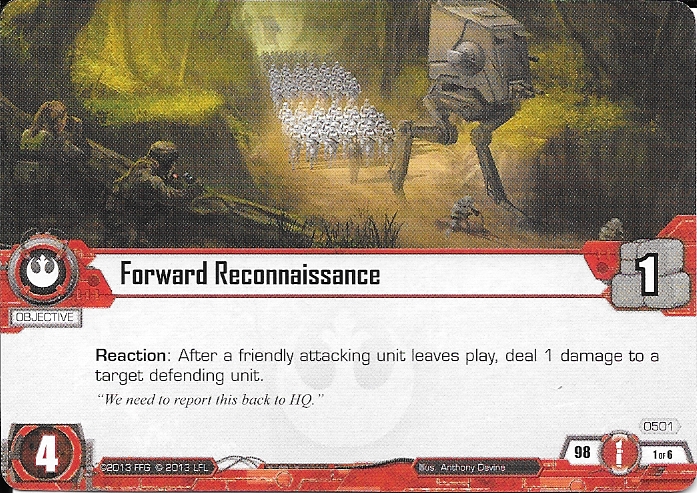 Forward Reconnaissance
1
OBJECTIVE
Reaction: After a friendly attacking unit leaves play, deal 1 damage to a
target defending unit.
“We need to report this back to HQ.”
0501
4
98
1 OF 6
©2013 FFG © 2013 LFL
Illus. Anthony Devine